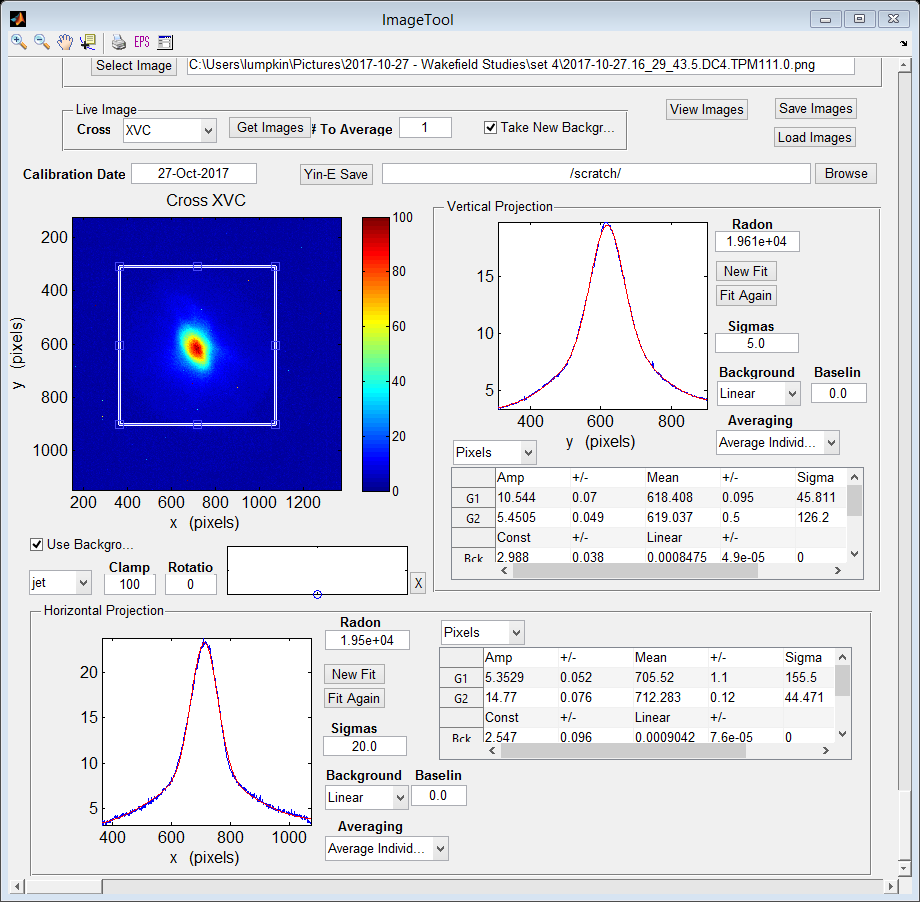 ImageTool
EPS
Select Image C:\Users\lumpkin\Pictures\2017-10-27 - Wakefield Studies\set 4\2017-10-27.16_29_43.5.DC4.TPM111.0.png
Live Image
Cross XVC Get Images # To Average 1 Take New Backgr...
View Images Save Images
Load Images
Calibration Date 27-Oct-2017 Yin-E Save /scratch/ Browse
Cross XVC
200
400
600
800
1000
y (pixels)
200 400 600 800 1000 1200
x (pixels)
100
80
60
40
20
0
Use Backgro...
Clamp Rotatio
jet 100 0 X
Vertical Projection
15
10
5
400 600 800
y (pixels)
Radon
1.961e+04
New Fit
Fit Again
Sigmas
5.0
Background Baselin
Linear 0.0
Averaging
Average Individ...
Pixels
Amp +/- Mean +/- Sigma
G1 10.544 0.07 618.408 0.095 45.811
G2 5.4505 0.049 619.037 0.5 126.2
Const +/- Linear +/-
Bck 2.988 0.038 0.0008475 4.9e-05 0
Horizontal Projection
20
15
10
5
400 600 800 1000
x (pixels)
Radon
1.95e+04
New Fit
Fit Again
Sigmas
20.0
Background Baselin
Linear 0.0
Averaging
Average Individ...
Pixels
Amp +/- Mean +/- Sigma
G1 5.3529 0.052 705.52 1.1 155.5
G2 14.77 0.076 712.283 0.12 44.471
Const +/- Linear +/-
Bck 2.547 0.096 0.0009042 7.6e-05 0